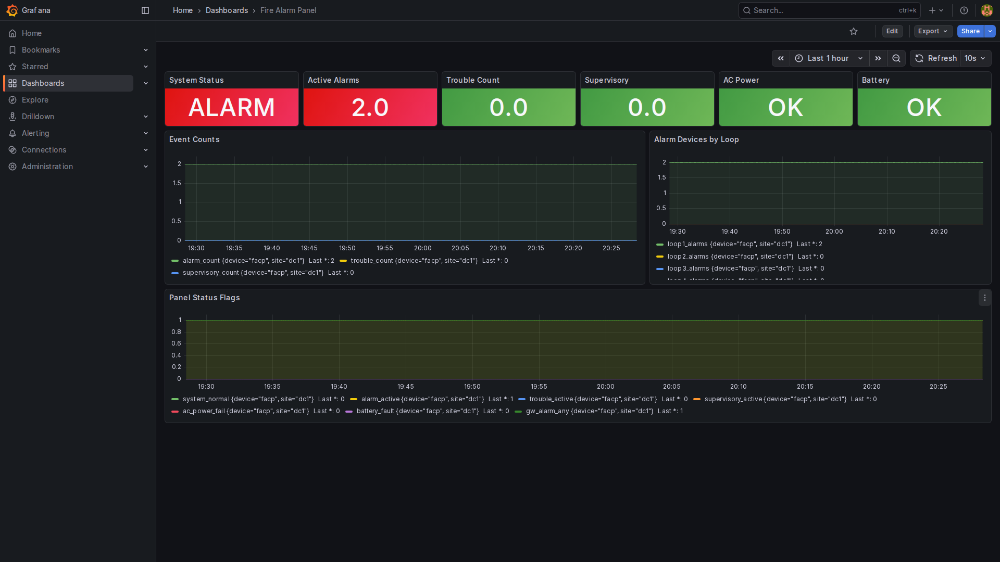 Grafana
Home › Dashboards › Fire Alarm Panel
Search...
ctrl+k
Home
Bookmarks
Starred
Dashboards
Explore
Drilldown
Alerting
Connections
Administration
Edit
Export
Share
Last 1 hour
Refresh
10s
System Status
ALARM
Active Alarms
2.0
Trouble Count
0.0
Supervisory
0.0
AC Power
OK
Battery
OK
Event Counts
2
1.5
1
0.5
0
19:30 19:35 19:40 19:45 19:50 19:55 20:00 20:05 20:10 20:15 20:20 20:25
alarm_count {device="facp", site="dc1"} Last *: 2 trouble_count {device="facp", site="dc1"} Last *: 0
supervisory_count {device="facp", site="dc1"} Last *: 0
Alarm Devices by Loop
2
1.5
1
0.5
0
19:30 19:40 19:50 20:00 20:10 20:20
loop1_alarms {device="facp", site="dc1"} Last *: 2
loop2_alarms {device="facp", site="dc1"} Last *: 0
loop3_alarms {device="facp", site="dc1"} Last *: 0
loop4_alarms {device="facp", site="dc1"} Last *: 0
Panel Status Flags
1
0.8
0.6
0.4
0.2
0
19:30 19:35 19:40 19:45 19:50 19:55 20:00 20:05 20:10 20:15 20:20 20:25
system_normal {device="facp", site="dc1"} Last *: 0 alarm_active {device="facp", site="dc1"} Last *: 1 trouble_active {device="facp", site="dc1"} Last *: 0 supervisory_active {device="facp", site="dc1"} Last *: 0
ac_power_fail {device="facp", site="dc1"} Last *: 0 battery_fault {device="facp", site="dc1"} Last *: 0 gw_alarm_any {device="facp", site="dc1"} Last *: 1